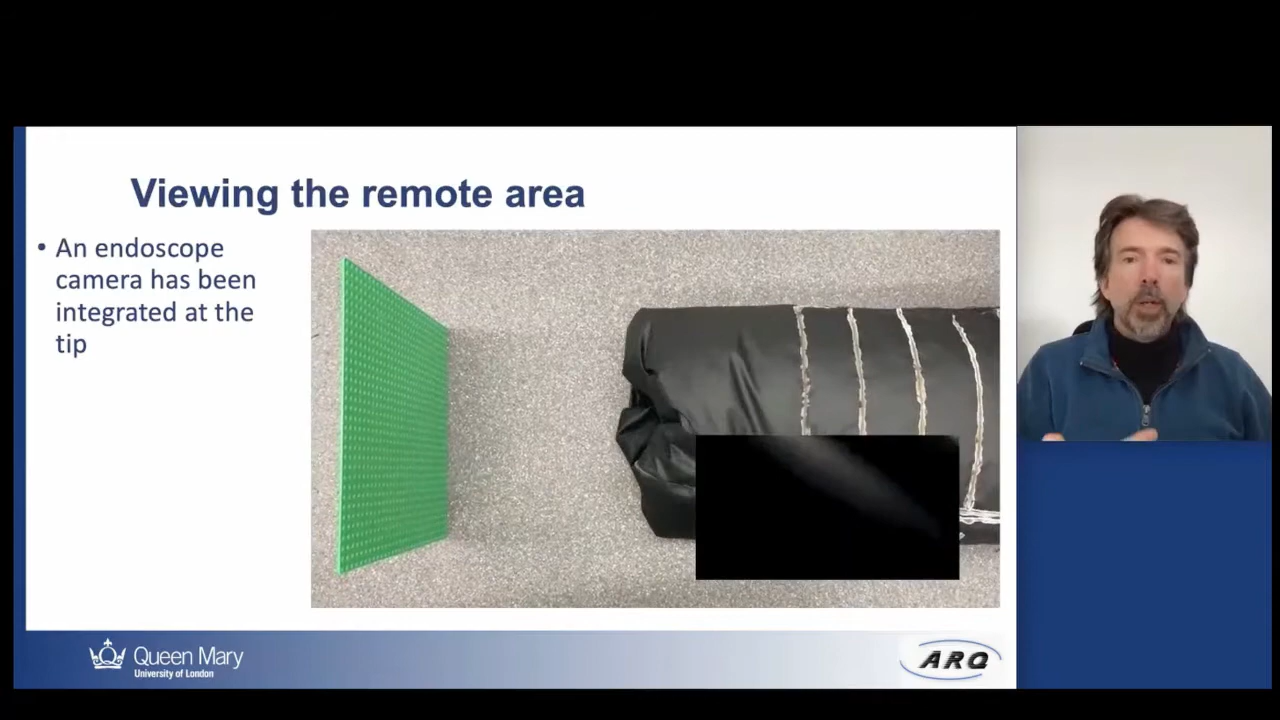 Viewing the remote area
• An endoscope
camera has been
integrated at the
tip
Queen Mary
University of London
ARQ